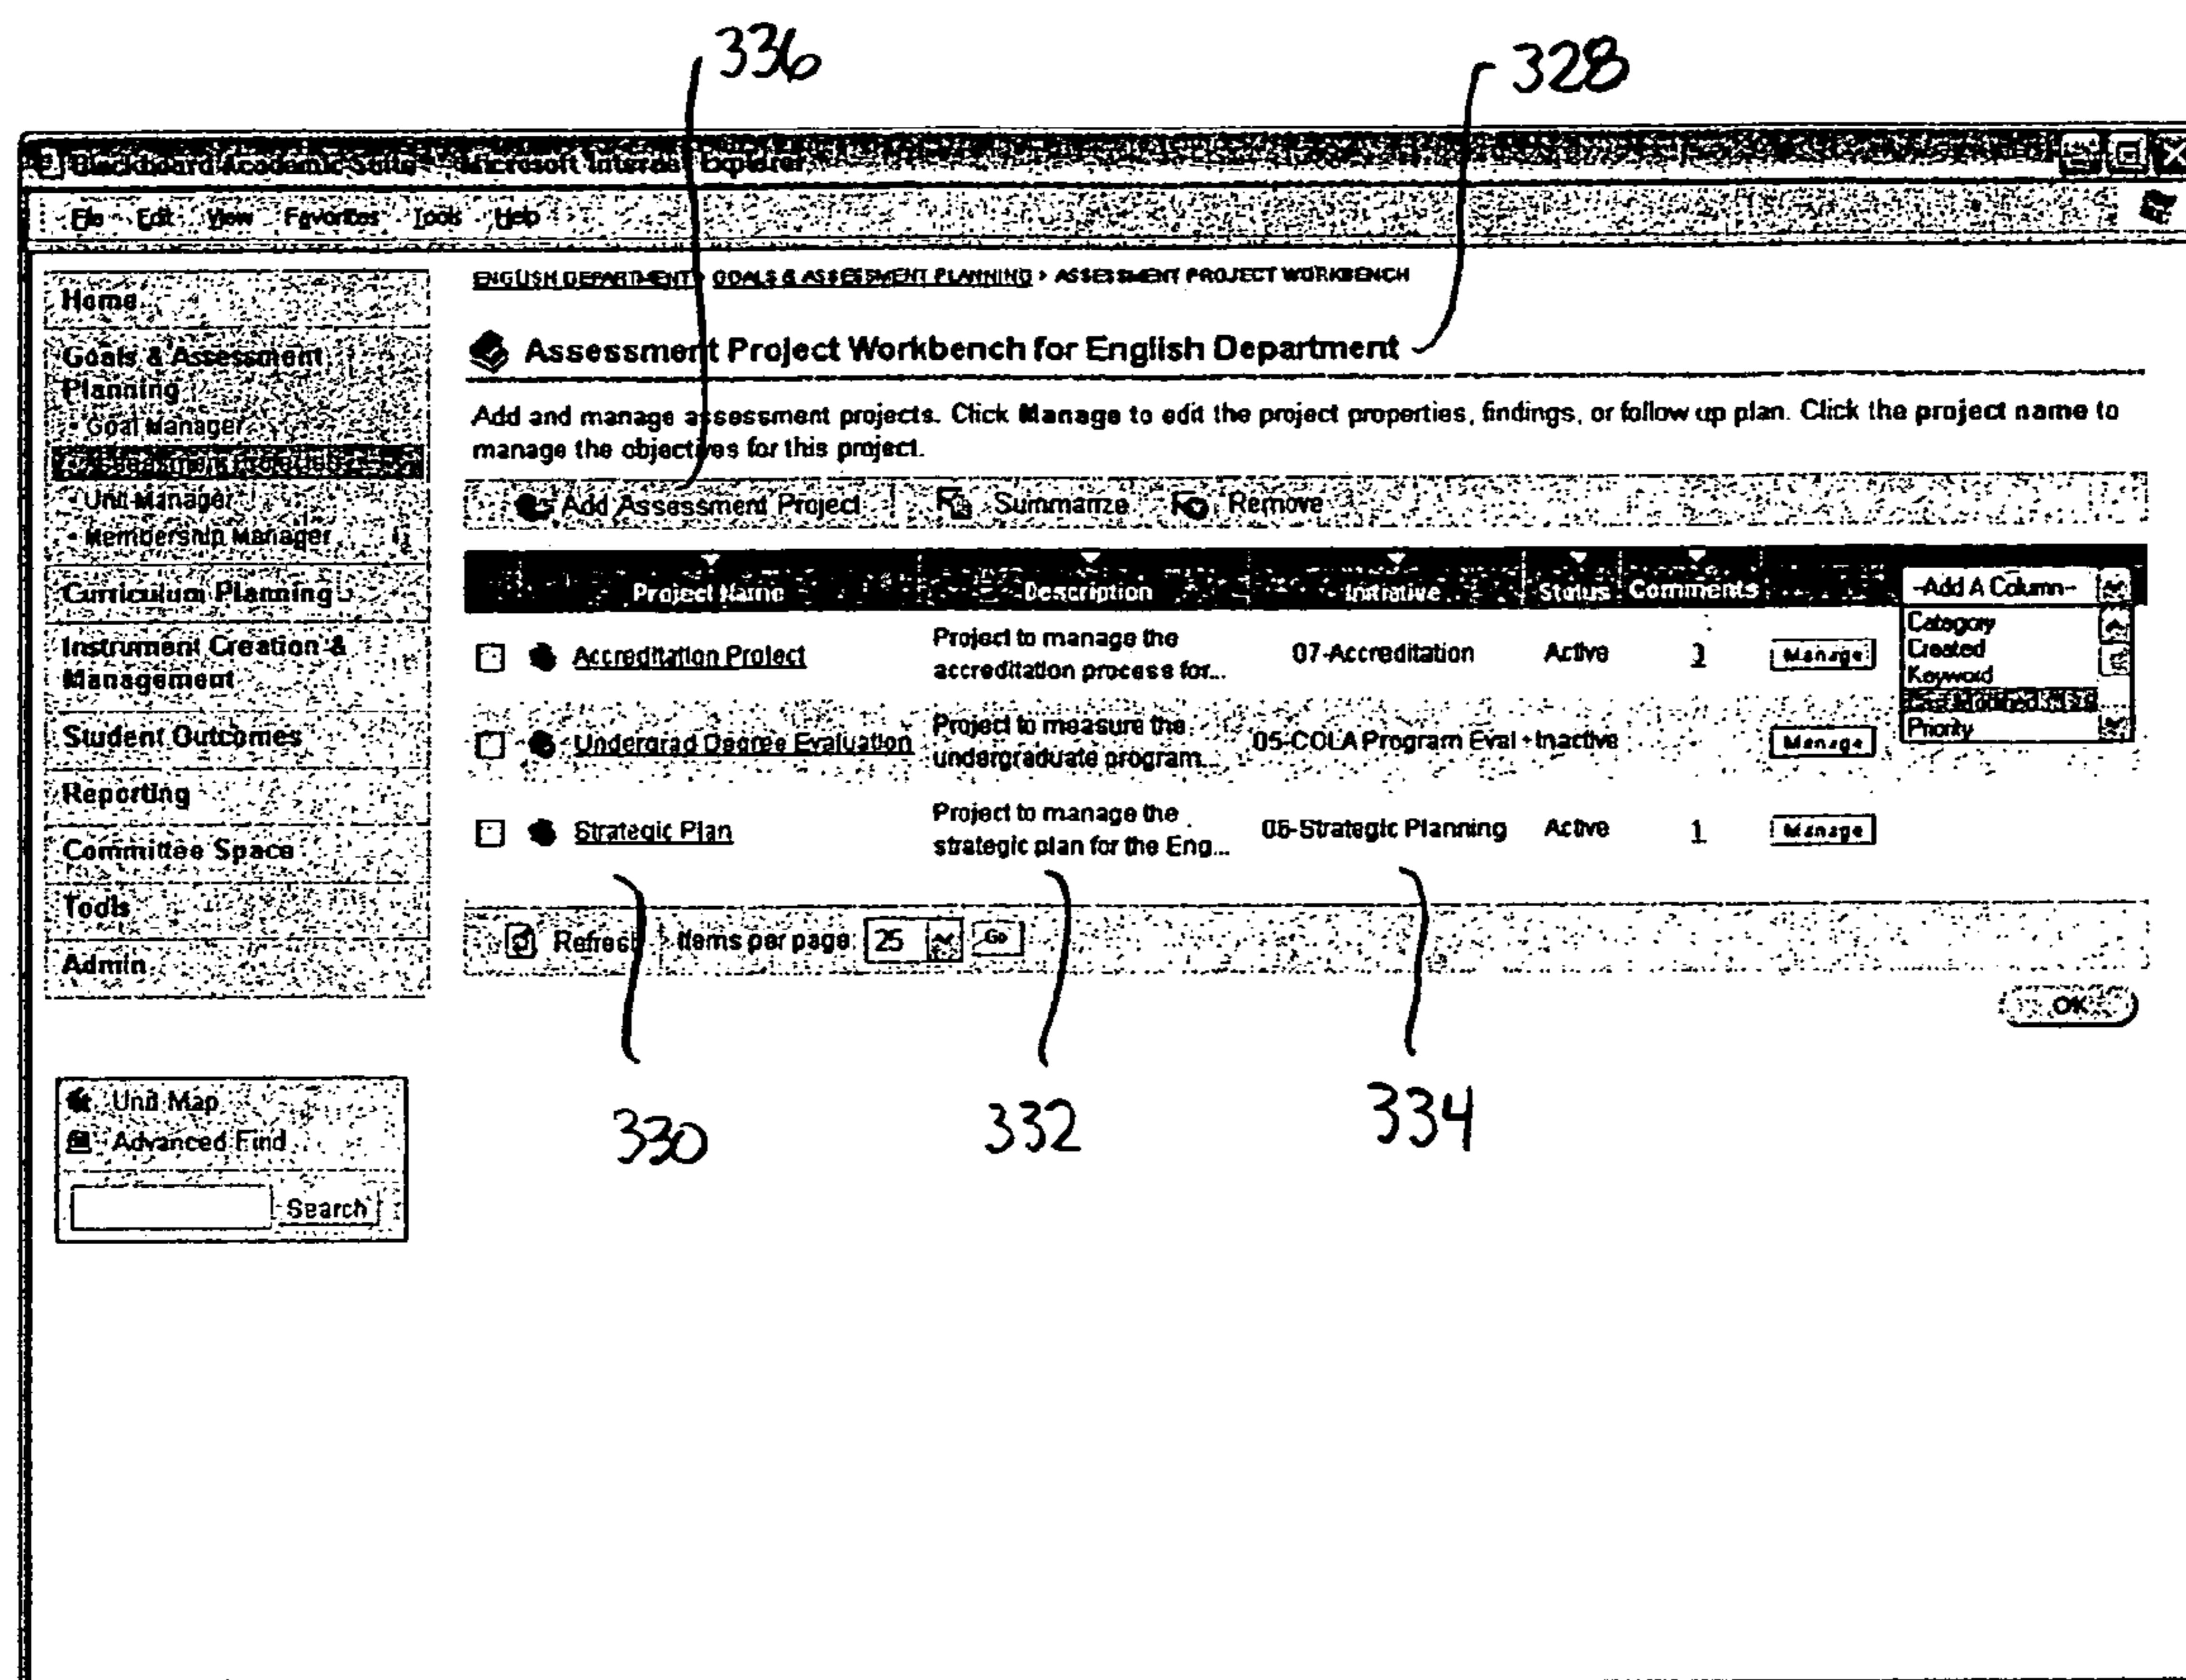 336 328
Blackboard Academic Suite - Microsoft Internet Explorer
File Edit View Favorites Tools Help
Home
Goals & Assessment
Planning
• Goal Manager
• Unit Manager
• Membership Manager
Curriculum Planning
Instrument Creation &
Management
Student Outcomes
Reporting
Committee Space
Tools
Admin
Unit Map
Advanced Find
Search
ENGLISH DEPARTMENT > GOALS & ASSESSMENT PLANNING > ASSESSMENT PROJECT WORKBENCH
Assessment Project Workbench for English Department
Add and manage assessment projects. Click Manage to edit the project properties, findings, or follow up plan. Click the project name to
manage the objectives for this project.
Add Assessment Project Summarize Remove
Project Name Description Initiative Status Comments -Add A Column-
Category
Created
Keyword
Last Modified
Priority
Accreditation Project Project to manage the
accreditation process for... 07-Accreditation Active Manage
Undergrad Degree Evaluation Project to measure the
undergraduate program... 05-COLA Program Eval - Inactive Manage
Strategic Plan Project to manage the
strategic plan for the Eng... 06-Strategic Planning Active 1 Manage
Refresh Items per page 25 Go
OK
330 332 334